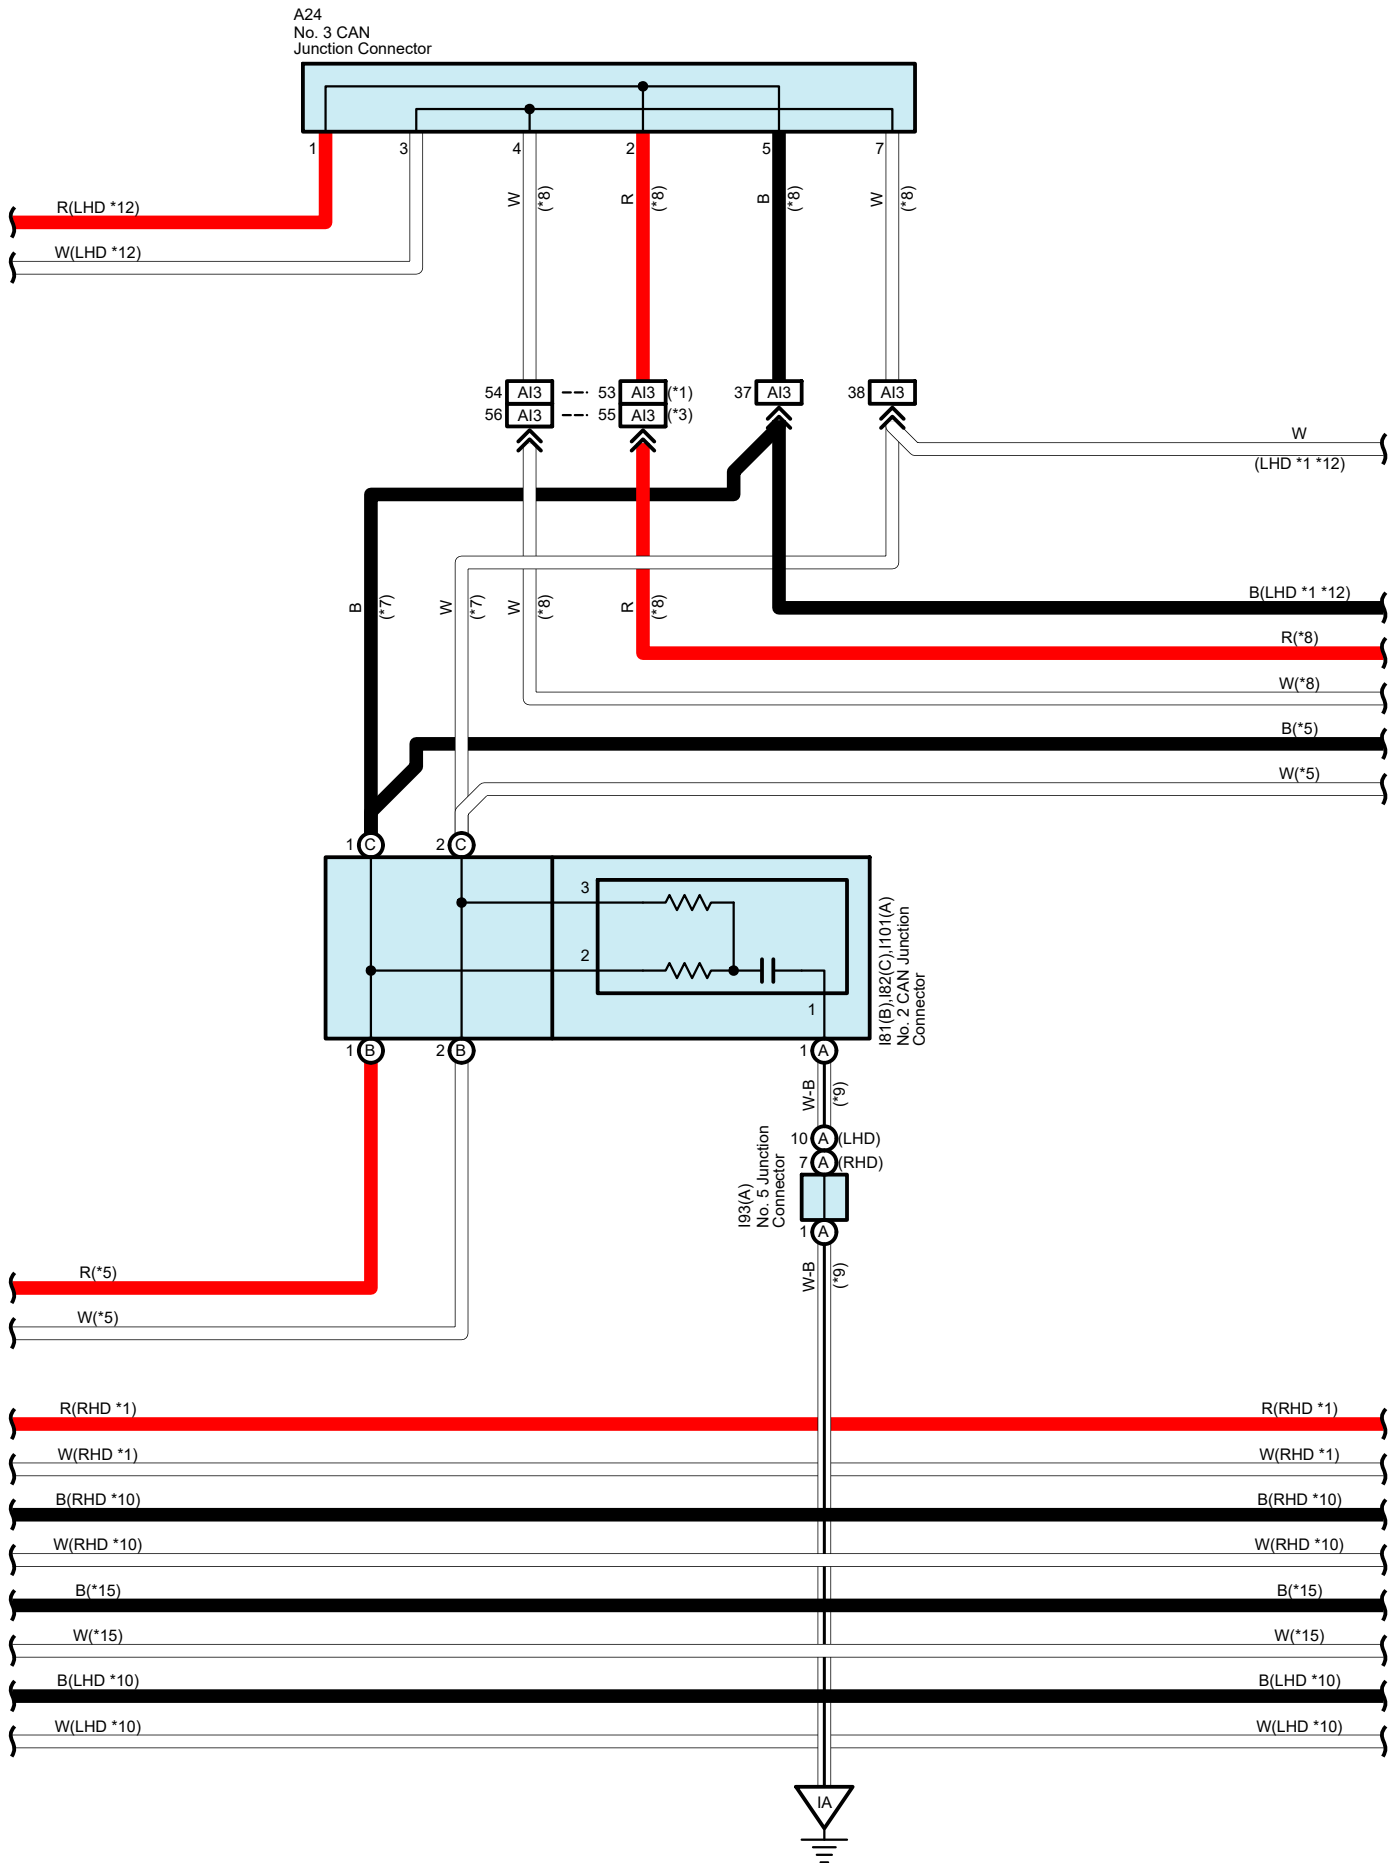 A24
No. 3 CAN
Junction Connector
1
3
4
2
5
7
W
(*8)
R
(*8)
B
(*8)
W
(*8)
R(LHD *12)
W(LHD *12)
54 AI3
53 AI3 (*1)
37 AI3
38 AI3
56 AI3
55 AI3 (*3)
W
(LHD *1 *12)
B
(*7)
W
(*7)
W
(*8)
R
(*8)
B(LHD *1 *12)
R(*8)
W(*8)
B(*5)
W(*5)
1 C
2 C
3
2
1
I81(B),I82(C),I101(A)
No. 2 CAN Junction
Connector
1 B
2 B
1 A
W-B
(*9)
10 A (LHD)
7 A (RHD)
I93(A)
No. 5 Junction
Connector
1 A
W-B
(*9)
R(*5)
W(*5)
R(RHD *1)
R(RHD *1)
W(RHD *1)
W(RHD *1)
B(RHD *10)
B(RHD *10)
W(RHD *10)
W(RHD *10)
B(*15)
B(*15)
W(*15)
W(*15)
B(LHD *10)
B(LHD *10)
W(LHD *10)
W(LHD *10)
IA